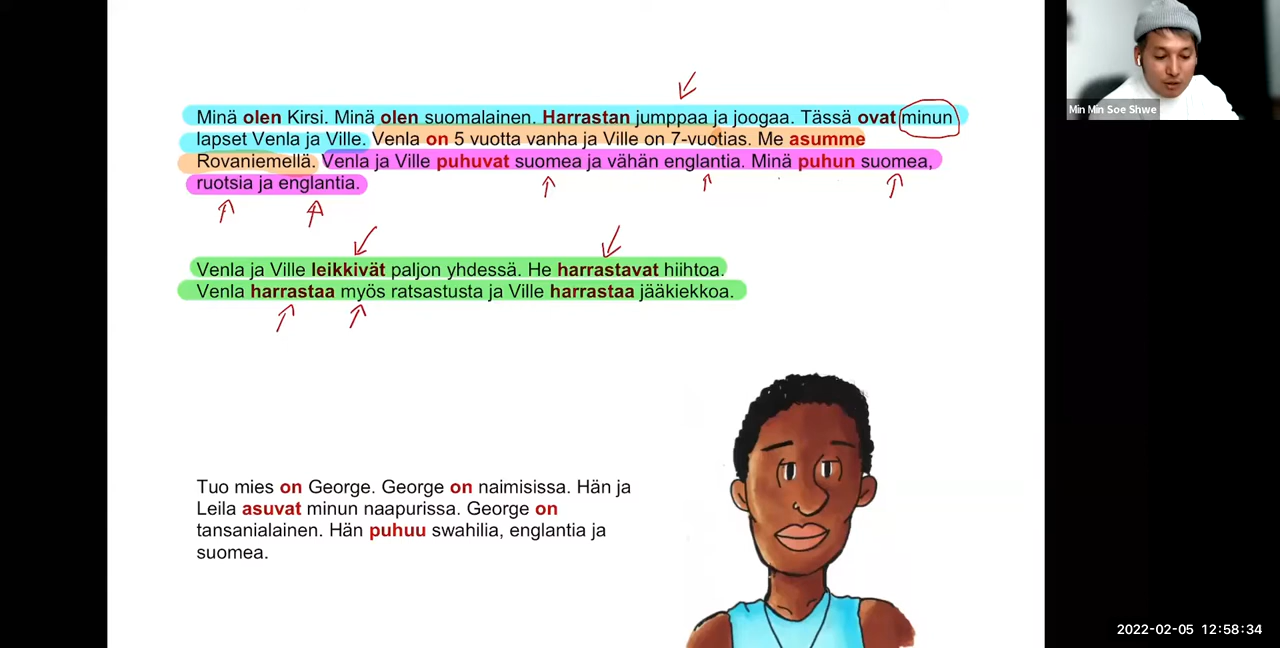 Minä olen Kirsi. Minä olen suomalainen. Harrastan jumppaa ja joogaa. Tässä ovat minun
lapset Venla ja Ville. Venla on 5 vuotta vanha ja Ville on 7-vuotias. Me asumme
Rovaniemellä. Venla ja Ville puhuvat suomea ja vähän englantia. Minä puhun suomea,
ruotsia ja englantia.
Venla ja Ville leikkivät paljon yhdessä. He harrastavat hiihtoa.
Venla harrastaa myös ratsastusta ja Ville harrastaa jääkiekkoa.
Tuo mies on George. George on naimisissa. Hän ja
Leila asuvat minun naapurissa. George on
tansanialainen. Hän puhuu swahilia, englantia ja
suomea.
Min Min Soe Shwe
2022-02-05 12:58:34